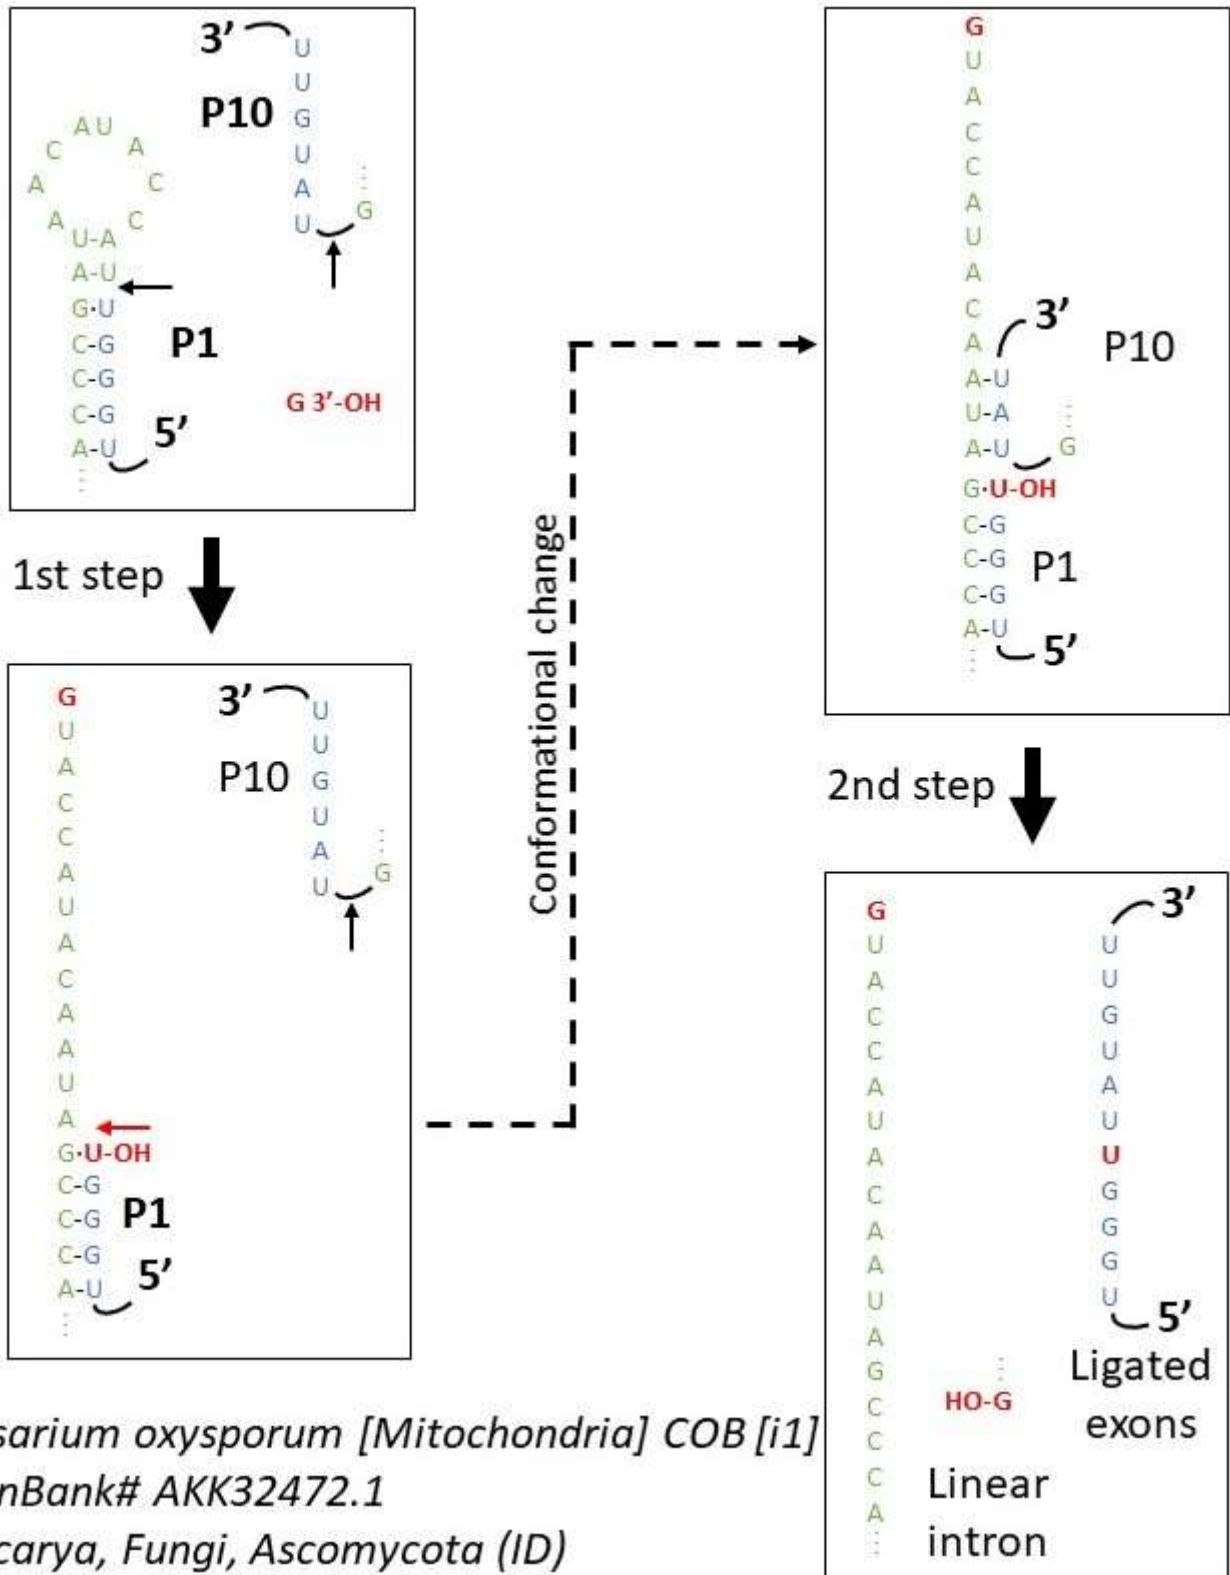 3’
U
U
P10
G
U
A
U
G
A U
C A
A C
A C
U-A
A-U
G·U
C-G
P1
C-G
C-G
5’
A-U
G 3’-OH
1st step
G
U
A
C
C
A
U
A
C
A
A
U
A
G·U-OH
C-G
C-G
P1
C-G
5’
A-U
3’
U
U
P10
G
U
A
U
G
Conformational change
G
U
A
C
C
A
U
A
C
3’
A
P10
A-U
U-A
A-U
G
G·U-OH
C-G
C-G
P1
C-G
A-U
5’
2nd step
G
U
A
C
C
A
U
A
C
A
A
U
A
G
C
C
C
A
HO-G
Linear
intron
3’
U
U
G
U
A
U
U
G
G
G
U
5’
Ligated
exons
sarium oxysporum [Mitochondria] COB [i1]
nBank# AKK32472.1
carya, Fungi, Ascomycota (ID)